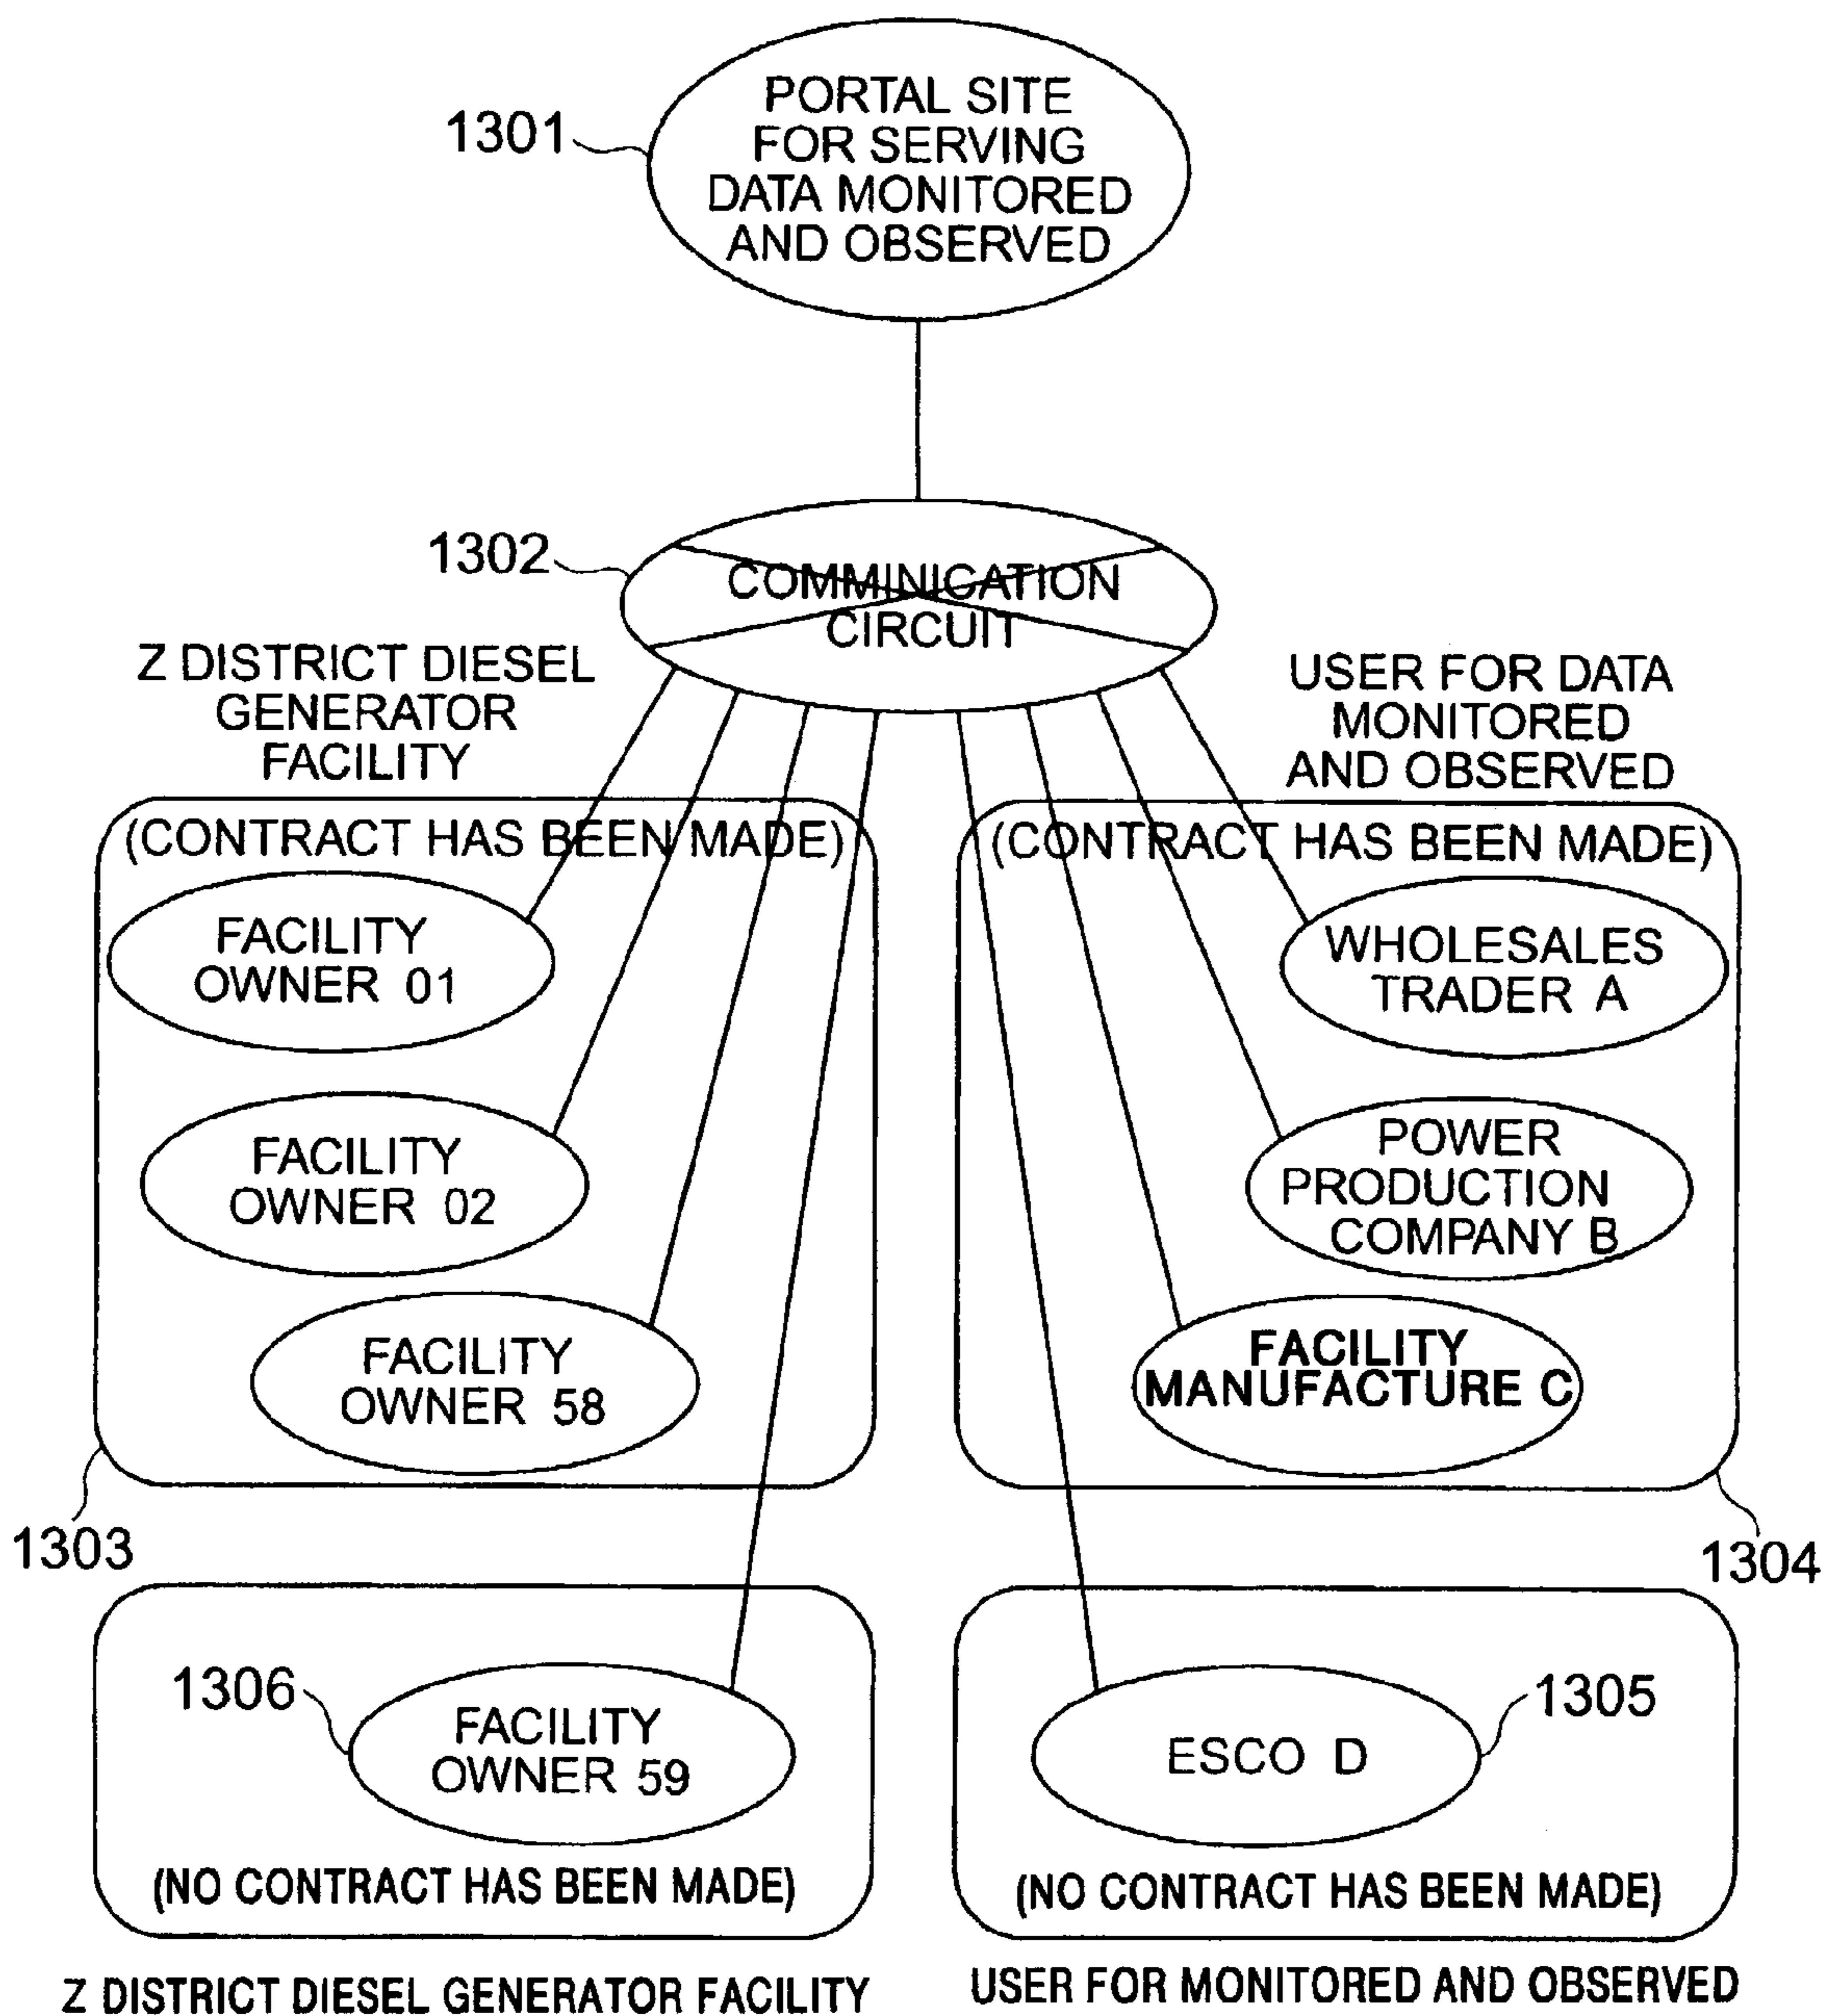 PORTAL SITE
FOR SERVING
DATA MONITORED
AND OBSERVED
1301
1302
COMMINICATION
CIRCUIT
Z DISTRICT DIESEL
GENERATOR
FACILITY
USER FOR DATA
MONITORED
AND OBSERVED
(CONTRACT HAS BEEN MADE)
FACILITY
OWNER 01
FACILITY
OWNER 02
FACILITY
OWNER 58
1303
(CONTRACT HAS BEEN MADE)
WHOLESALES
TRADER A
POWER
PRODUCTION
COMPANY B
FACILITY
MANUFACTURE C
1304
1306
FACILITY
OWNER 59
(NO CONTRACT HAS BEEN MADE)
Z DISTRICT DIESEL GENERATOR FACILITY
1305
ESCO D
(NO CONTRACT HAS BEEN MADE)
USER FOR MONITORED AND OBSERVED